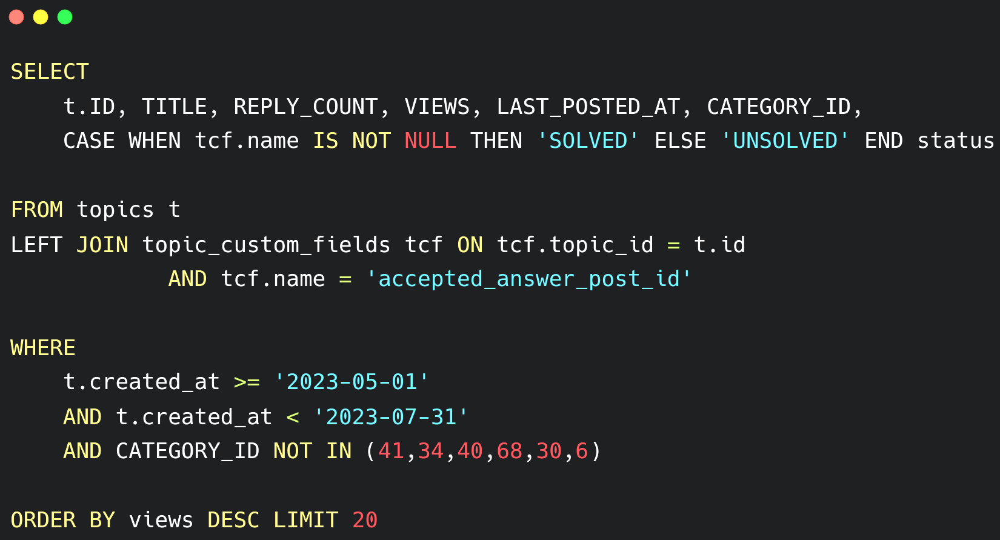 SELECT
t.ID, TITLE, REPLY_COUNT, VIEWS, LAST_POSTED_AT, CATEGORY_ID,
CASE WHEN tcf.name IS NOT NULL THEN 'SOLVED' ELSE 'UNSOLVED' END status
FROM topics t
LEFT JOIN topic_custom_fields tcf ON tcf.topic_id = t.id
AND tcf.name = 'accepted_answer_post_id'
WHERE
t.created_at >= '2023-05-01'
AND t.created_at < '2023-07-31'
AND CATEGORY_ID NOT IN (41,34,40,68,30,6)
ORDER BY views DESC LIMIT 20